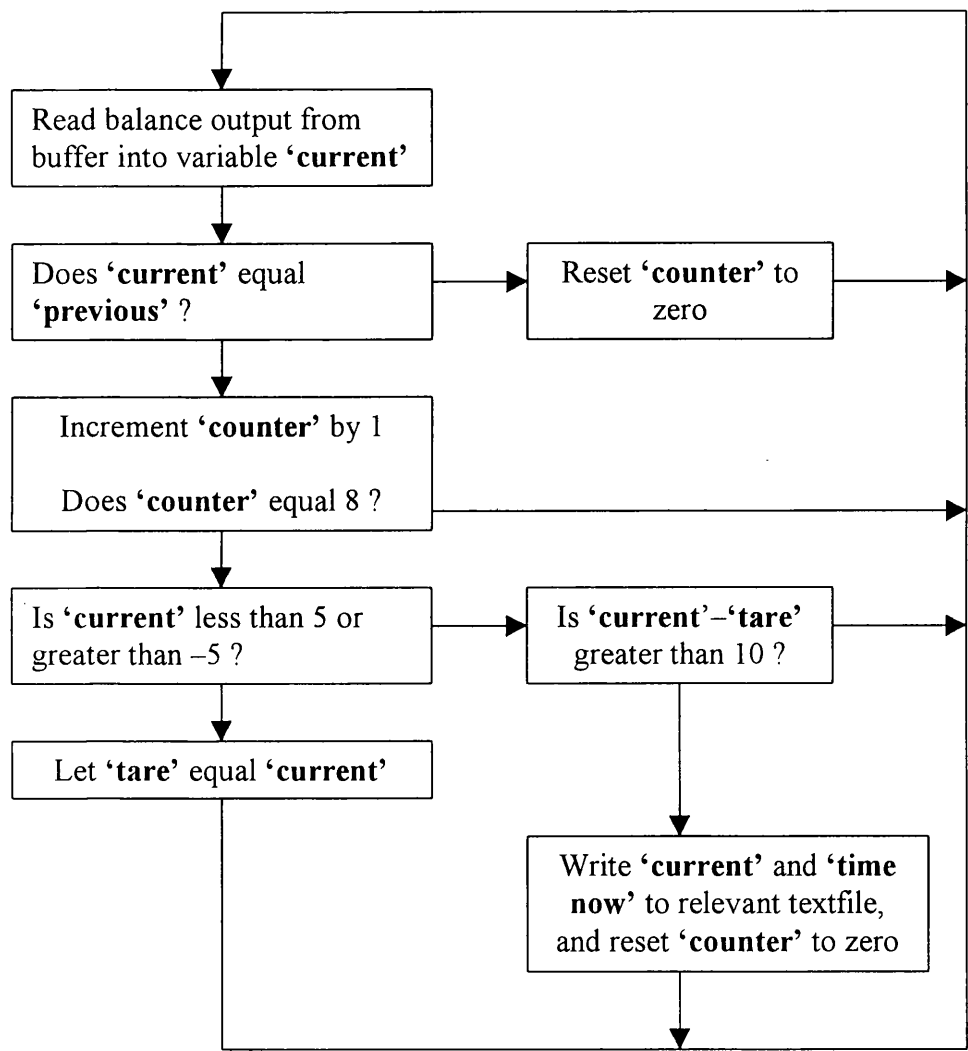 Read balance output from
buffer into variable ‘current’
Does ‘current’ equal
‘previous’ ?
Reset ‘counter’ to
zero
Increment ‘counter’ by 1
Does ‘counter’ equal 8 ?
Is ‘current’ less than 5 or
greater than –5 ?
Is ‘current’–‘tare’
greater than 10 ?
Let ‘tare’ equal ‘current’
Write ‘current’ and ‘time
now’ to relevant textfile,
and reset ‘counter’ to zero